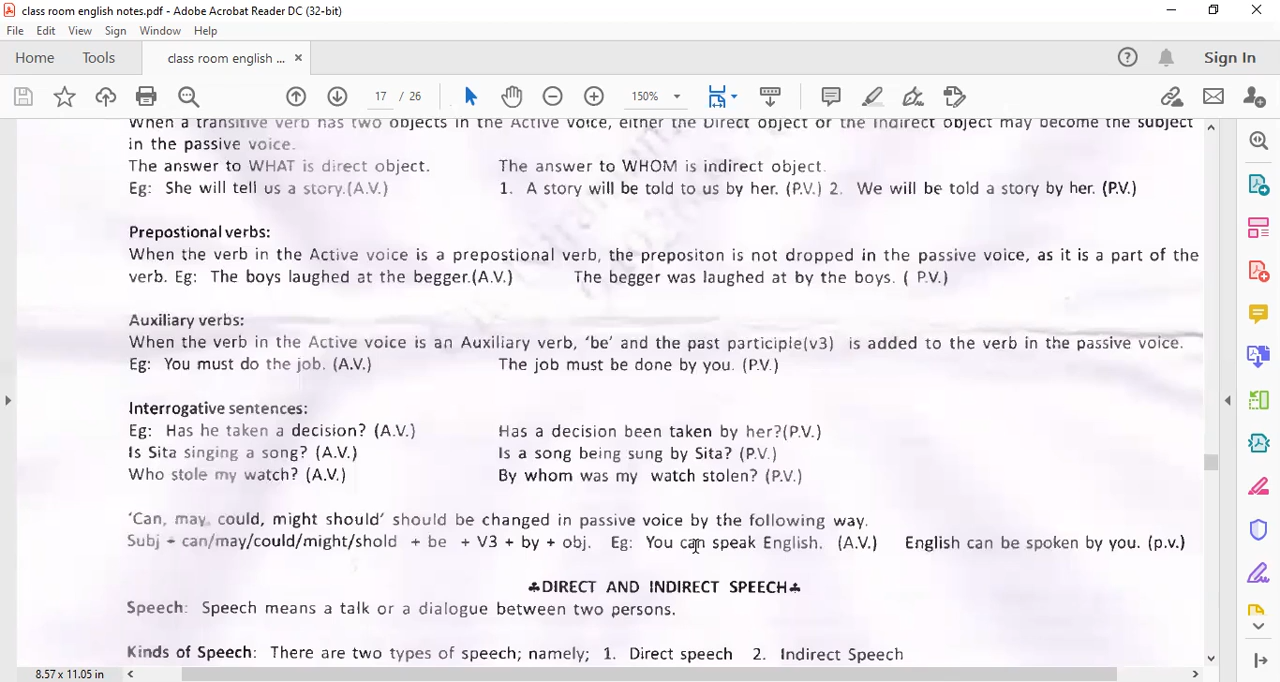 class room english notes.pdf - Adobe Acrobat Reader DC (32-bit)
File Edit View Sign Window Help
Home Tools class room english ... × Sign In
17 / 26 150%
When a transitive verb has two objects in the Active voice, either the Direct object or the Indirect object may become the subject
in the passive voice.
The answer to WHAT is direct object. The answer to WHOM is indirect object.
Eg: She will tell us a story.(A.V.) 1. A story will be told to us by her. (P.V.) 2. We will be told a story by her. (P.V.)
Prepostional verbs:
When the verb in the Active voice is a prepostional verb, the prepositon is not dropped in the passive voice, as it is a part of the
verb. Eg: The boys laughed at the begger.(A.V.) The begger was laughed at by the boys. ( P.V.)
Auxiliary verbs:
When the verb in the Active voice is an Auxiliary verb, 'be' and the past participle(v3) is added to the verb in the passive voice.
Eg: You must do the job. (A.V.) The job must be done by you. (P.V.)
Interrogative sentences:
Eg: Has he taken a decision? (A.V.) Has a decision been taken by her?(P.V.)
Is Sita singing a song? (A.V.) Is a song being sung by Sita? (P.V.)
Who stole my watch? (A.V.) By whom was my watch stolen? (P.V.)
'Can, may, could, might should' should be changed in passive voice by the following way.
Subj + can/may/could/might/shold + be + V3 + by + obj. Eg: You can speak English. (A.V.) English can be spoken by you. (p.v.)
♣DIRECT AND INDIRECT SPEECH♣
Speech: Speech means a talk or a dialogue between two persons.
Kinds of Speech: There are two types of speech; namely; 1. Direct speech 2. Indirect Speech
8.57 x 11.05 in